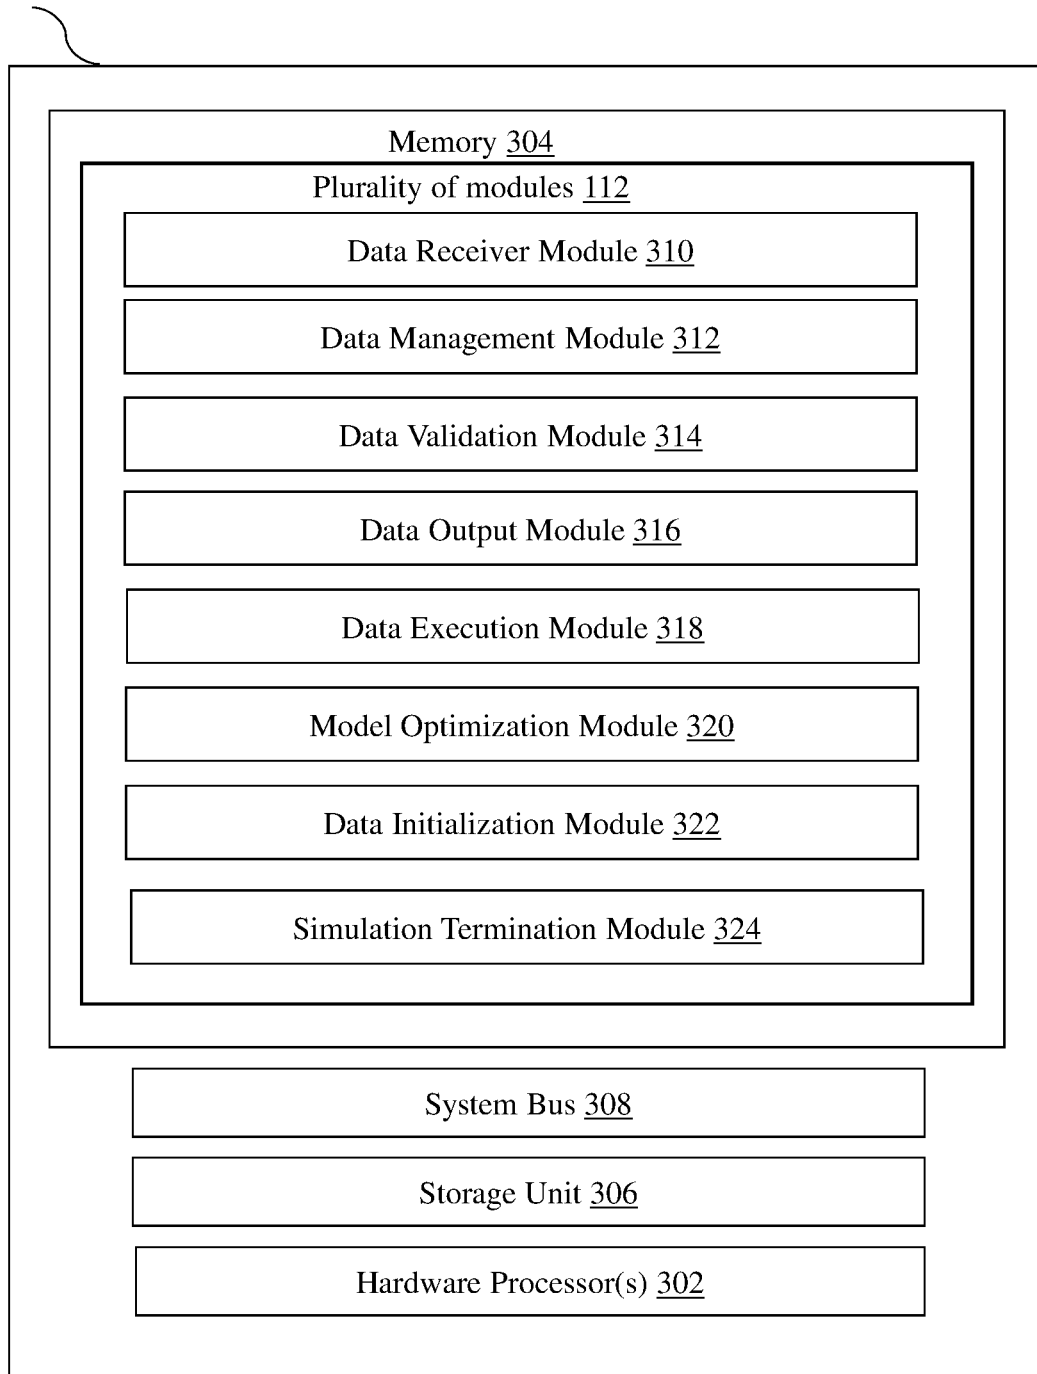 Memory 304
Plurality of modules 112
Data Receiver Module 310
Data Management Module 312
Data Validation Module 314
Data Output Module 316
Data Execution Module 318
Model Optimization Module 320
Data Initialization Module 322
Simulation Termination Module 324
System Bus 308
Storage Unit 306
Hardware Processor(s) 302